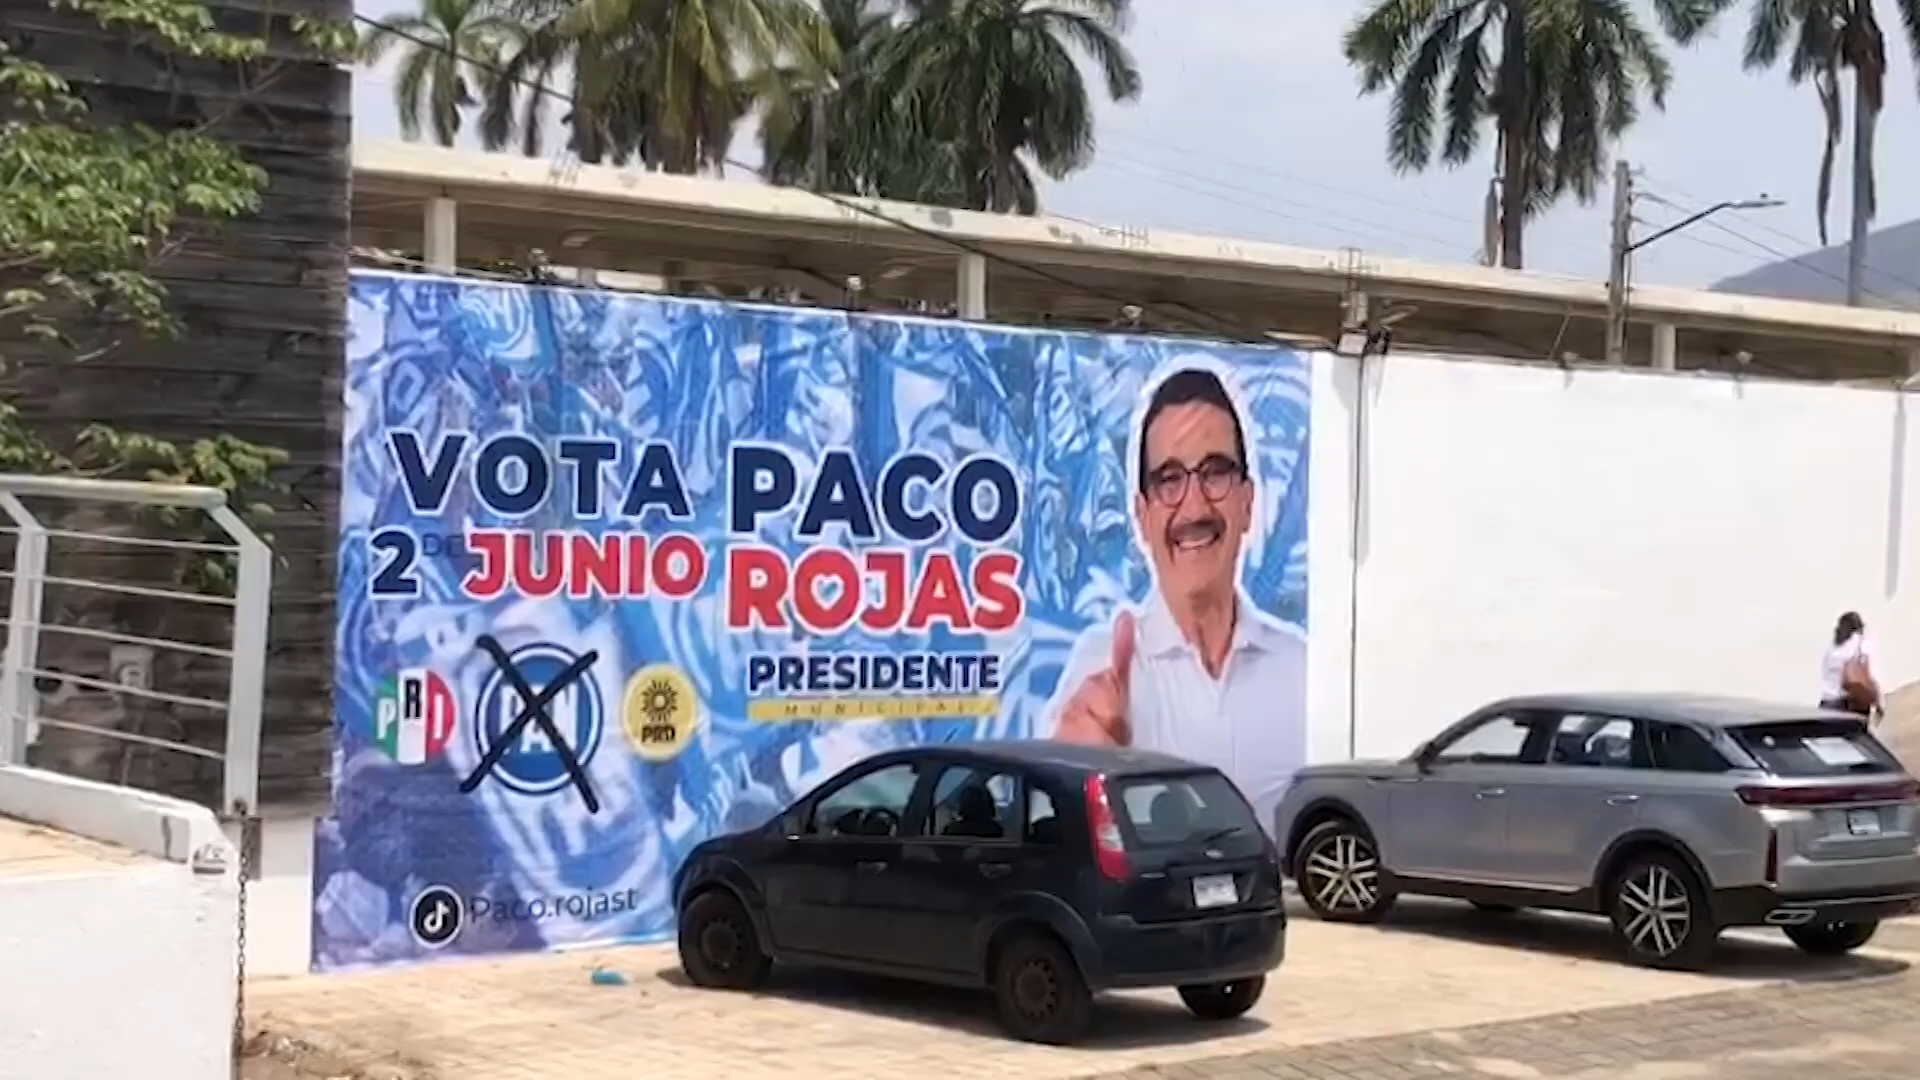 VOTA PACO
2 DE JUNIO ROJAS
PRESIDENTE
MUNICIPAL
PRI PAN PRD
Paco.rojast